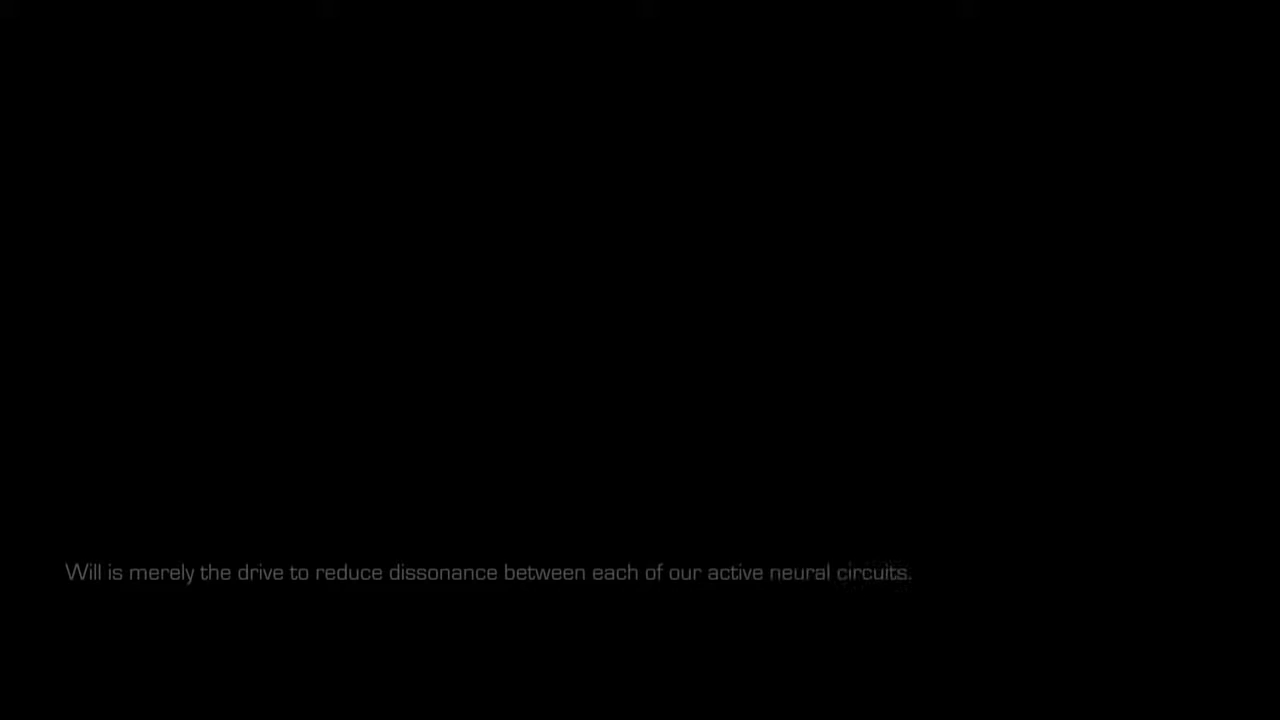 Will is merely the drive to reduce dissonance between each of our active neural circuits.